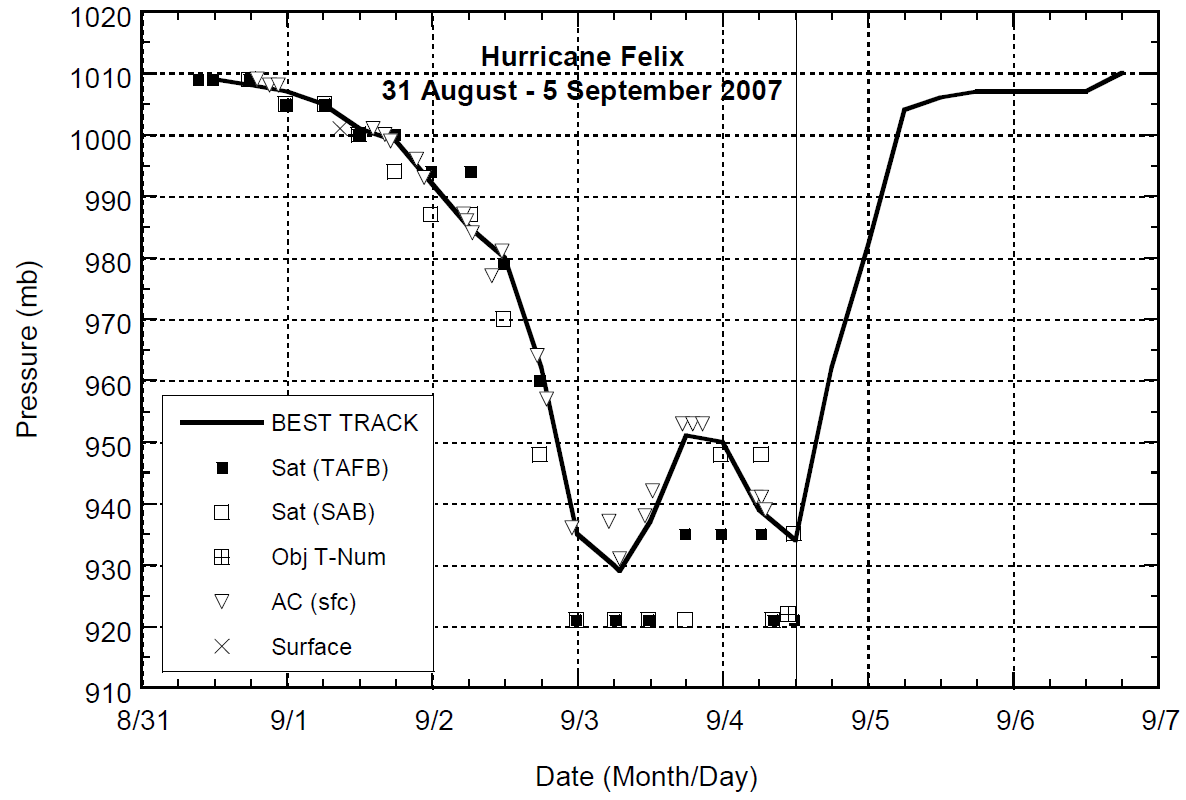 Hurricane Felix
31 August - 5 September 2007
Pressure (mb)
1020
1010
1000
990
980
970
960
950
940
930
920
910
BEST TRACK
Sat (TAFB)
Sat (SAB)
Obj T-Num
AC (sfc)
Surface
8/31 9/1 9/2 9/3 9/4 9/5 9/6 9/7
Date (Month/Day)